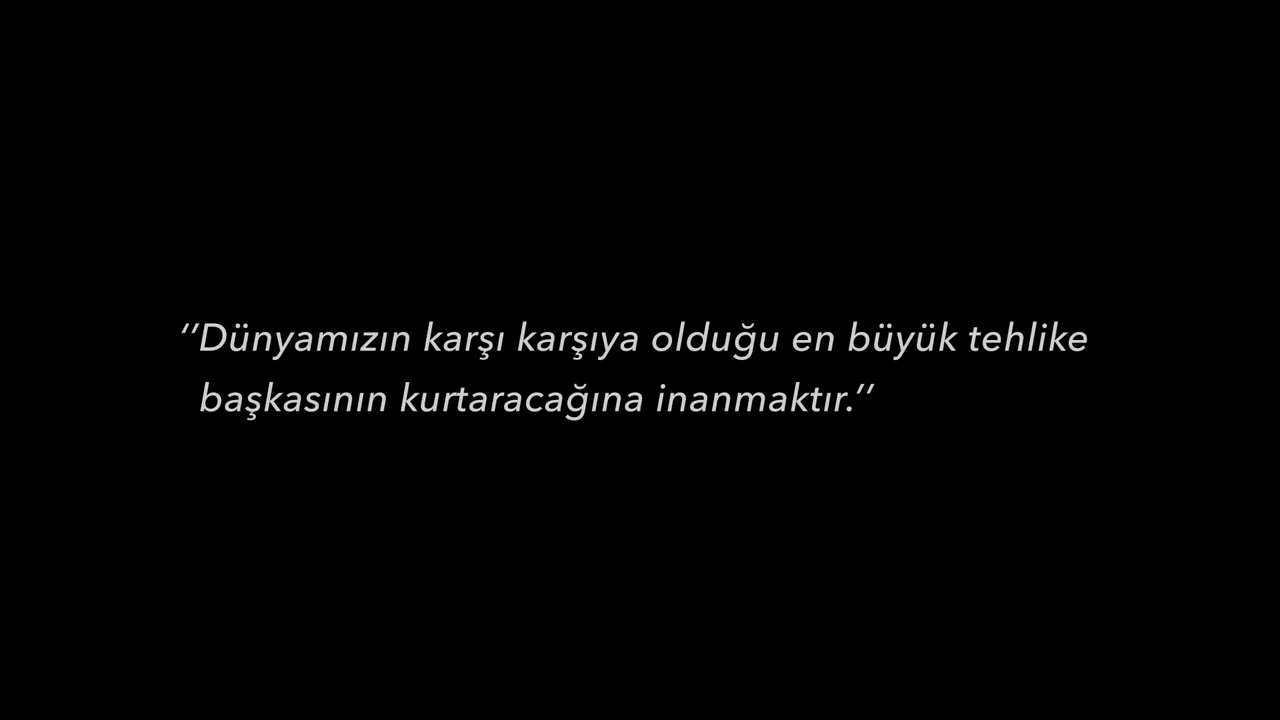 ''Dünyamızın karşı karşıya olduğu en büyük tehlike
başkasının kurtaracağına inanmaktır.''